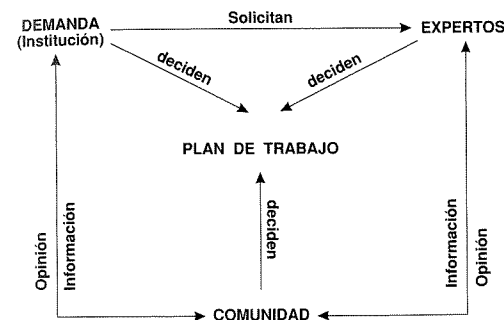 DEMANDA
(Institución)
Solicitan
EXPERTOS
deciden
deciden
PLAN DE TRABAJO
deciden
Opinión
Información
Información
Opinión
COMUNIDAD